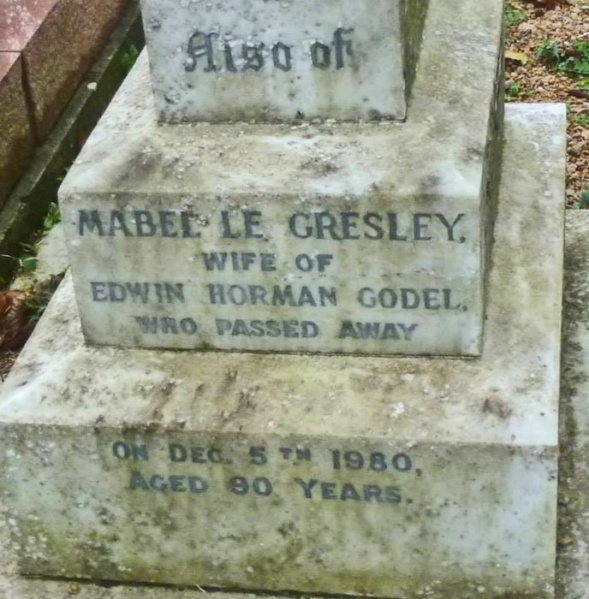 Also of
MABEL LE GRESLEY,
WIFE OF
EDWIN HORMAN GODEL.
WHO PASSED AWAY
ON DEC. 5TH 1980,
AGED 90 YEARS.